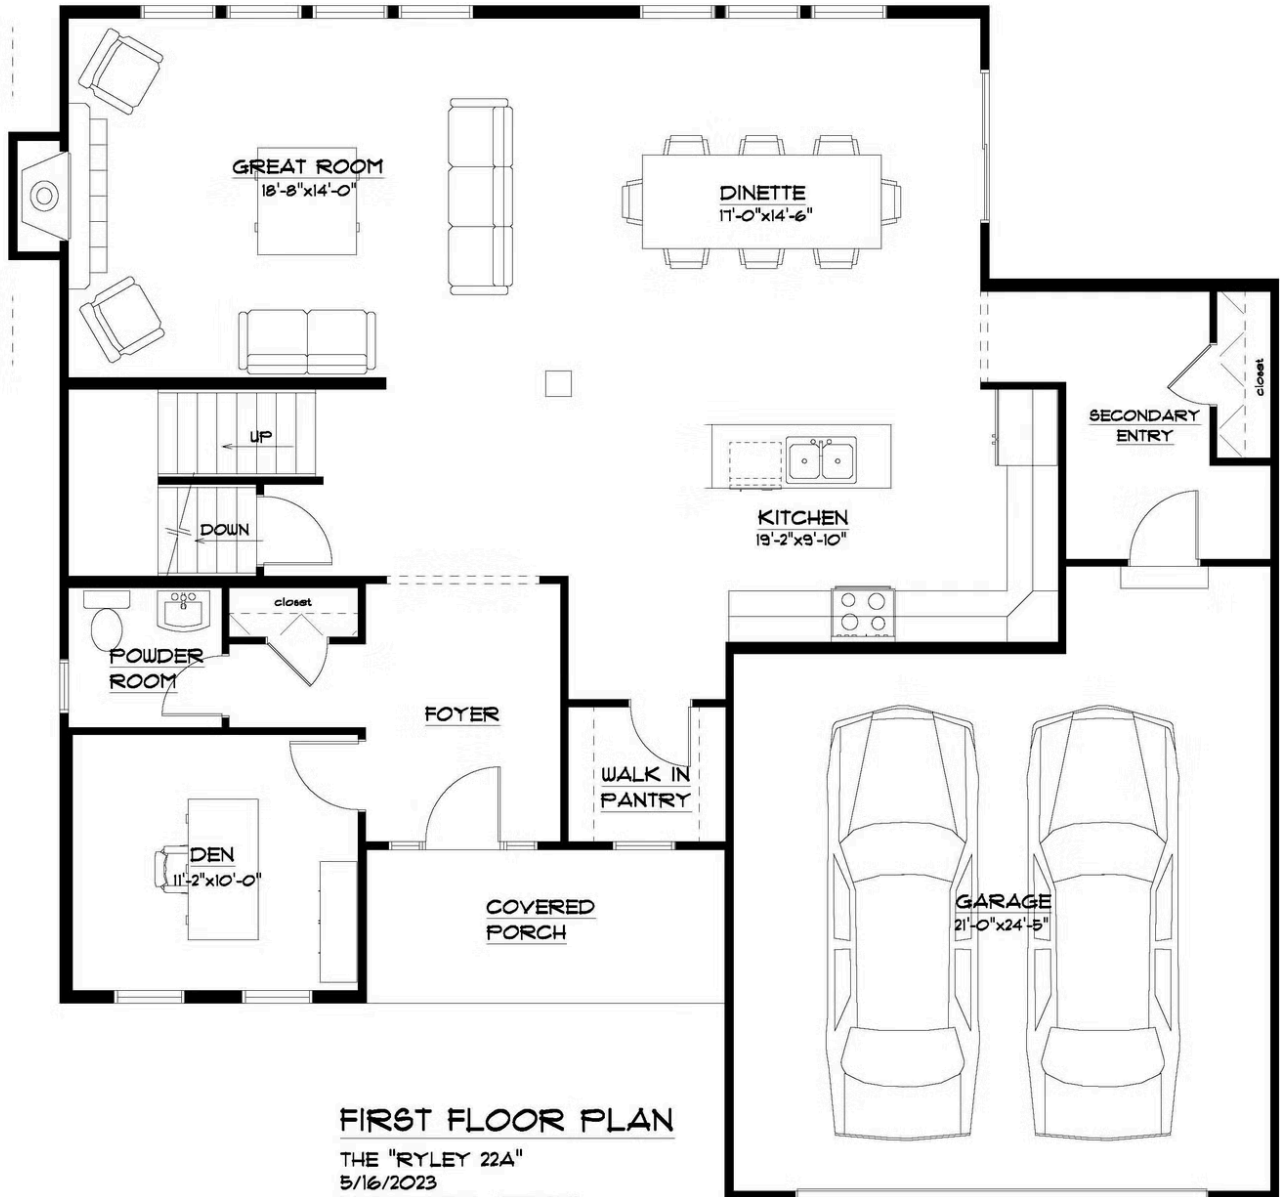 GREAT ROOM
18'-8"x14'-0"
DINETTE
17'-0"x14'-6"
closet
SECONDARY
ENTRY
UP
DOWN
KITCHEN
19'-2"x9'-10"
closet
POWDER
ROOM
FOYER
WALK IN
PANTRY
DEN
11'-2"x10'-0"
COVERED
PORCH
GARAGE
21'-0"x24'-5"
FIRST FLOOR PLAN
THE "RYLEY 22A"
5/16/2023